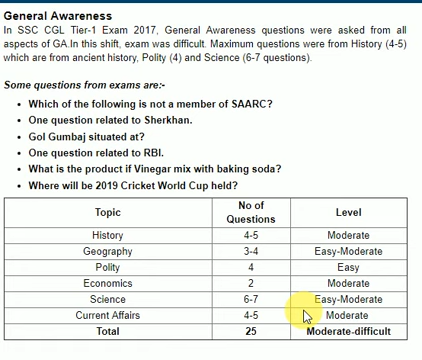 General Awareness
In SSC CGL Tier-1 Exam 2017, General Awareness questions were asked from all
aspects of GA.In this shift, exam was difficult. Maximum questions were from History (4-5)
which are from ancient history, Polity (4) and Science (6-7 questions).
Some questions from exams are:-
• Which of the following is not a member of SAARC?
• One question related to Sherkhan.
• Gol Gumbaj situated at?
• One question related to RBI.
• What is the product if Vinegar mix with baking soda?
• Where will be 2019 Cricket World Cup held?
Topic No of Questions Level
History 4-5 Moderate
Geography 3-4 Easy-Moderate
Polity 4 Easy
Economics 2 Moderate
Science 6-7 Easy-Moderate
Current Affairs 4-5 Moderate
Total 25 Moderate-difficult